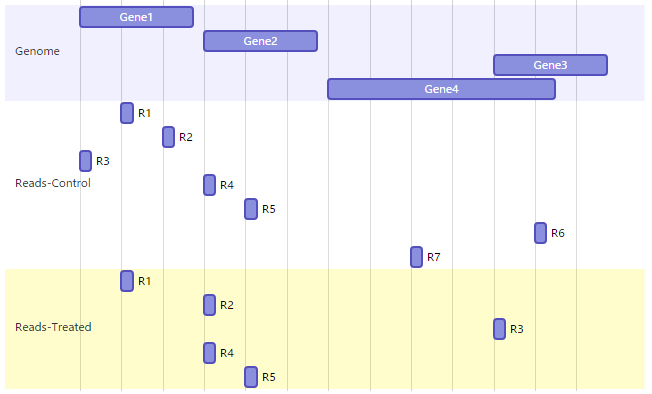 Genome
Gene1
Gene2
Gene3
Gene4
Reads-Control
R1
R2
R3
R4
R5
R6
R7
Reads-Treated
R1
R2
R3
R4
R5